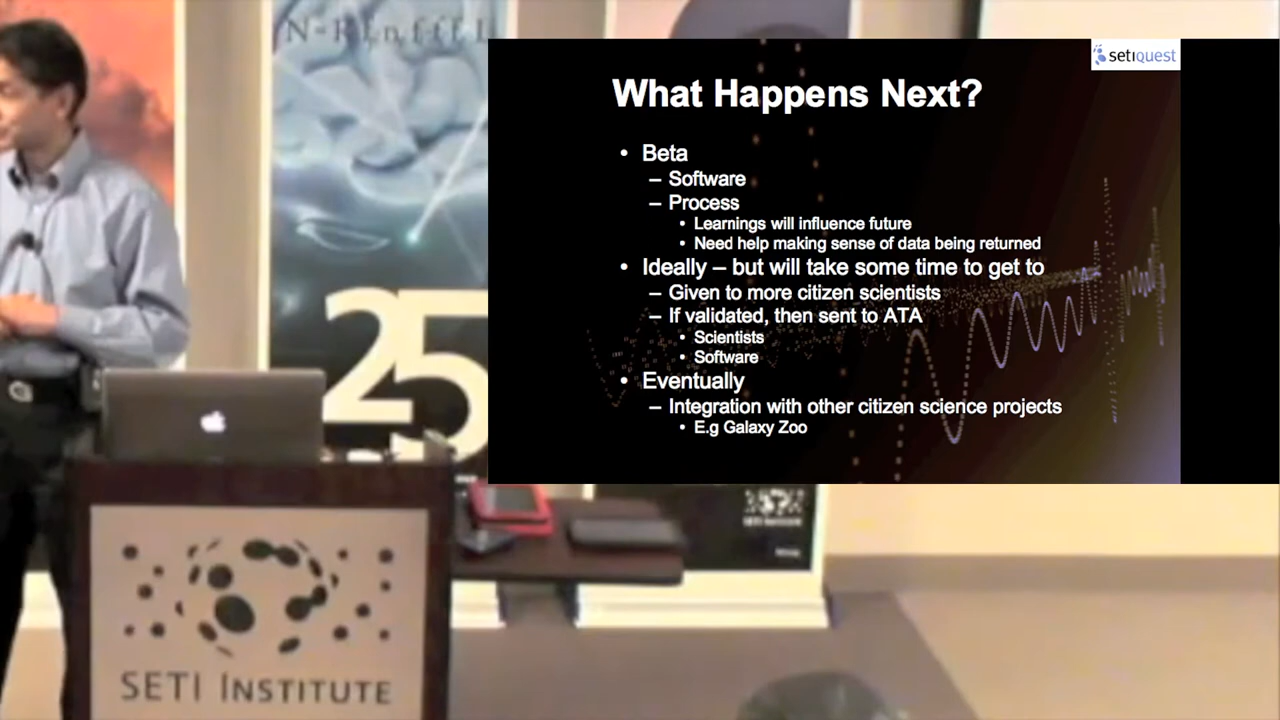 setiquest
What Happens Next?
• Beta
– Software
– Process
• Learnings will influence future
• Need help making sense of data being returned
• Ideally – but will take some time to get to
– Given to more citizen scientists
– If validated, then sent to ATA
• Scientists
• Software
• Eventually
– Integration with other citizen science projects
• E.g Galaxy Zoo
25
SETI INSTITUTE
SETI INSTITUTE